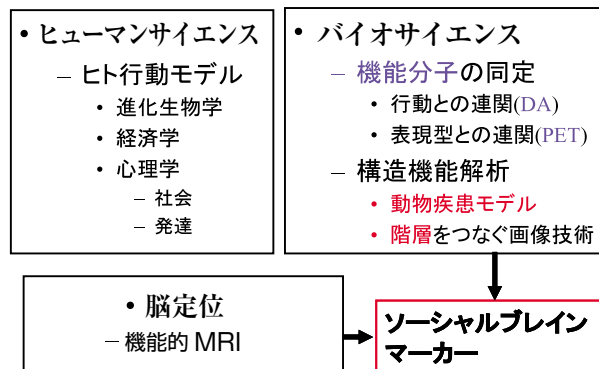 • ヒューマンサイエンス
– ヒト行動モデル
• 進化生物学
• 経済学
• 心理学
– 社会
– 発達
• バイオサイエンス
– 機能分子の同定
• 行動との連関(DA)
• 表現型との連関(PET)
– 構造機能解析
• 動物疾患モデル
• 階層をつなぐ画像技術
• 脳定位
– 機能的 MRI
ソーシャルブレイン
マーカー